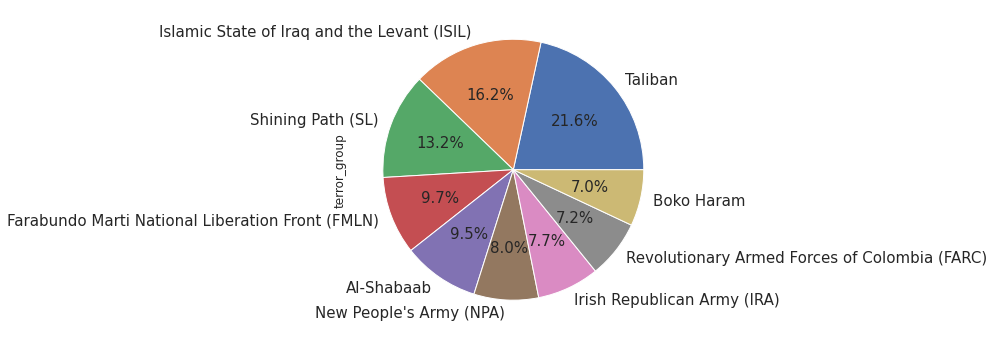 Islamic State of Iraq and the Levant (ISIL)
Taliban
16.2%
21.6%
Shining Path (SL)
13.2%
terror_group
7.0%
9.7%
Boko Haram
Farabundo Marti National Liberation Front (FMLN)
7.2%
9.5%
7.7%
8.0%
Revolutionary Armed Forces of Colombia (FARC)
Al-Shabaab
Irish Republican Army (IRA)
New People's Army (NPA)